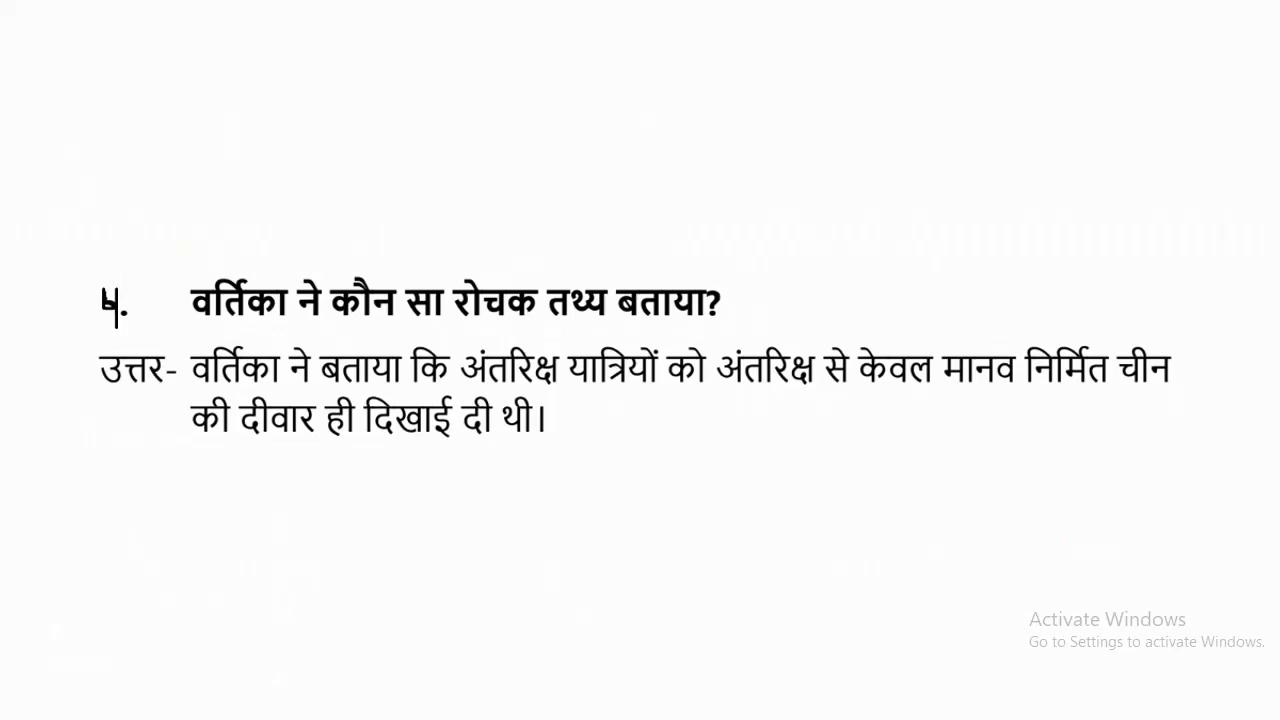 ५. वर्तिका ने कौन सा रोचक तथ्य बताया?
उत्तर- वर्तिका ने बताया कि अंतरिक्ष यात्रियों को अंतरिक्ष से केवल मानव निर्मित चीन
की दीवार ही दिखाई दी थी।
Activate Windows
Go to Settings to activate Windows.